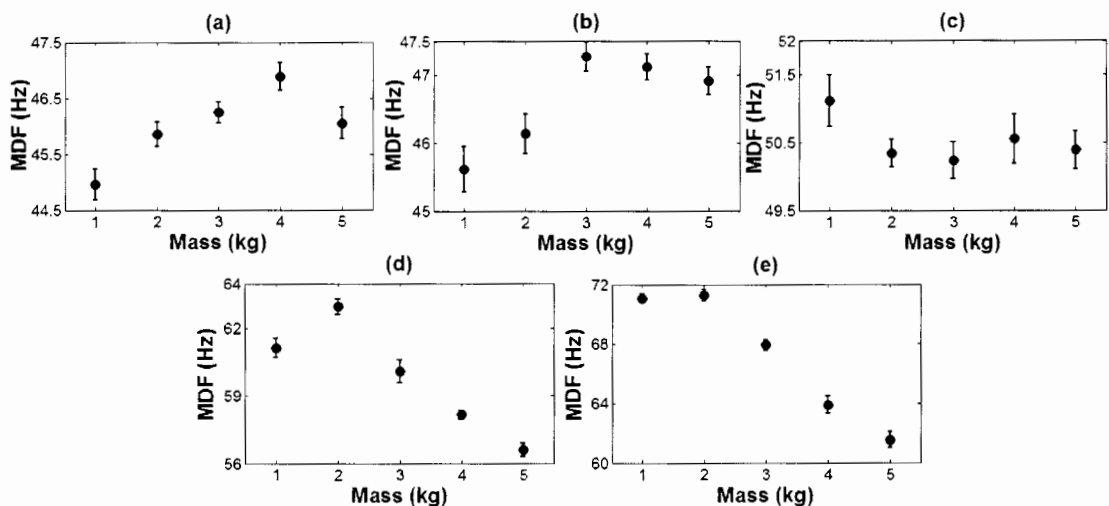 (a)
47.5
46.5
45.5
44.5
MDF (Hz)
1 2 3 4 5
Mass (kg)
(b)
47.5
47
46
45
MDF (Hz)
1 2 3 4 5
Mass (kg)
(c)
52
51.5
50.5
49.5
MDF (Hz)
1 2 3 4 5
Mass (kg)
(d)
64
62
59
56
MDF (Hz)
1 2 3 4 5
Mass (kg)
(e)
72
68
64
60
MDF (Hz)
1 2 3 4 5
Mass (kg)